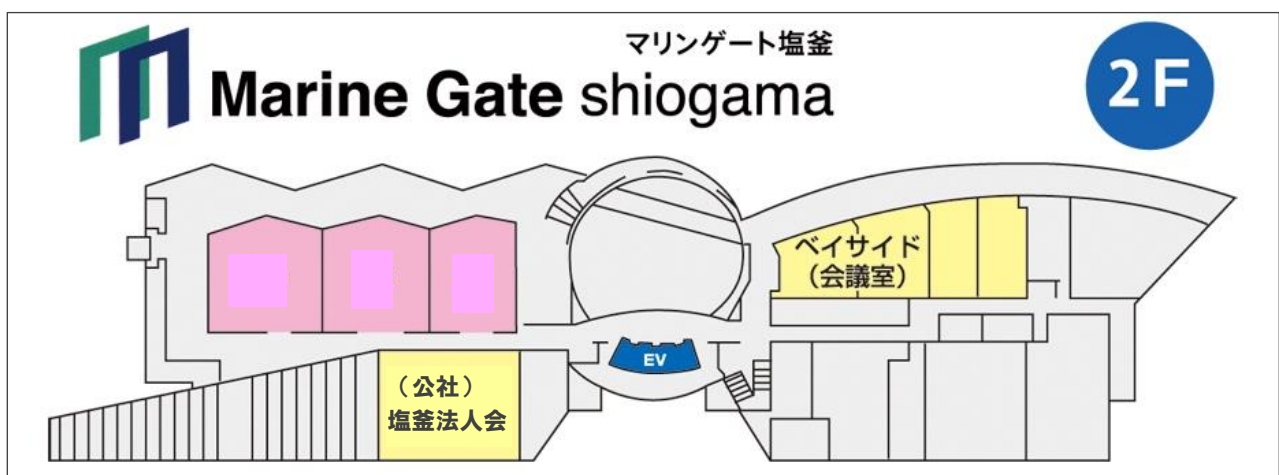 マリンゲート塩釜
Marine Gate shiogama
2F
ベイサイド
（会議室）
EV
（公社）
塩釜法人会